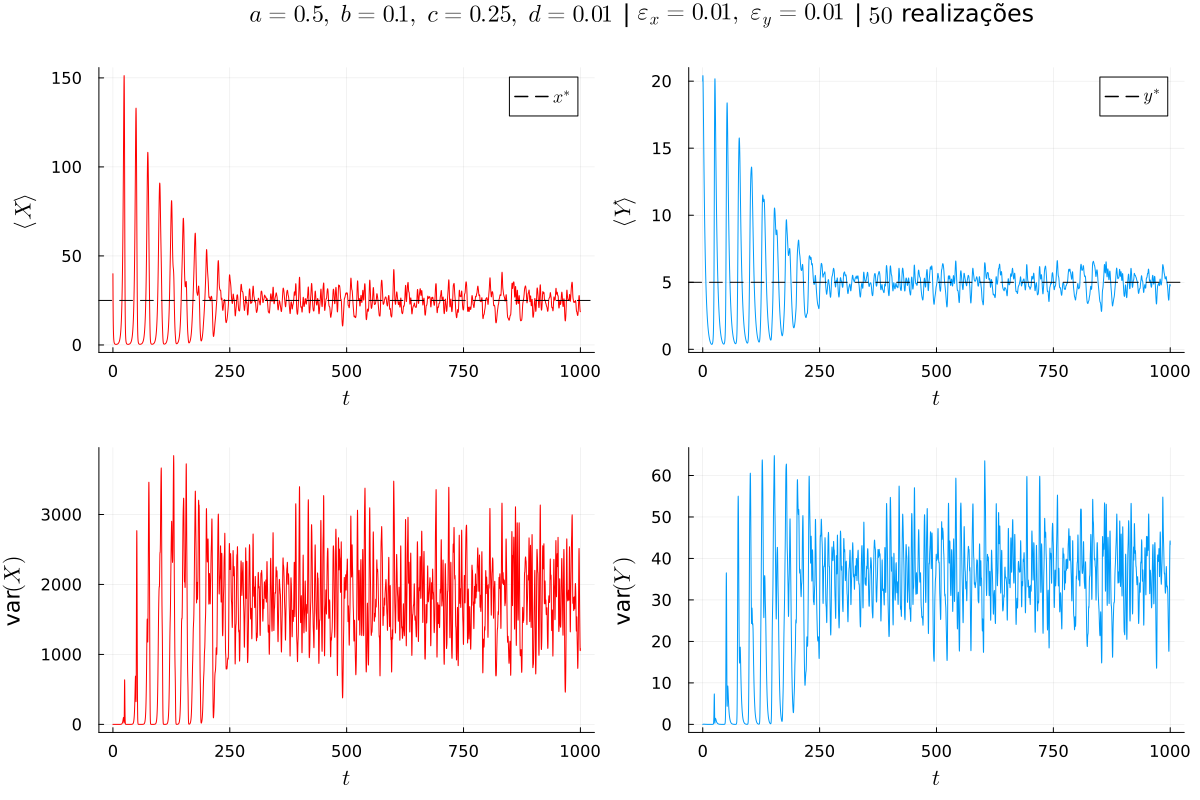 a = 0.5, b = 0.1, c = 0.25, d = 0.01 | εₓ = 0.01, ε_y = 0.01 | 50 realizações
150
100
50
0
⟨X⟩
x*
0 250 500 750 1000
t
20
15
10
5
0
⟨Y⟩
y*
0 250 500 750 1000
t
3000
2000
1000
0
var(X)
0 250 500 750 1000
t
60
50
40
30
20
10
0
var(Y)
0 250 500 750 1000
t